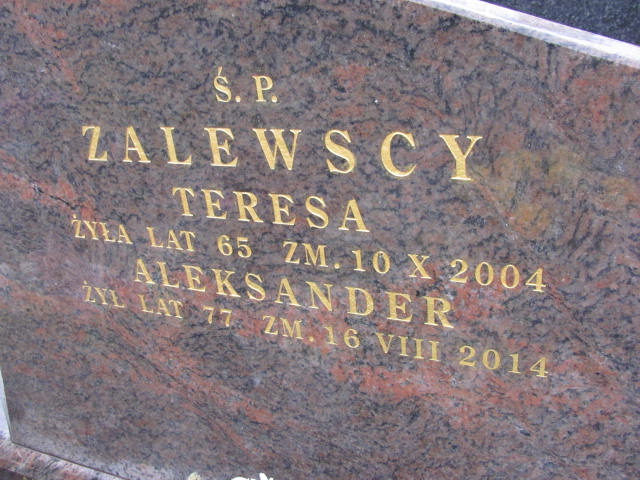 Ś. P.
ZALEWSCY
TERESA
ŻYŁA LAT 65 ZM. 10 X 2004
ALEKSANDER
ŻYŁ LAT 77 ZM. 16 VIII 2014